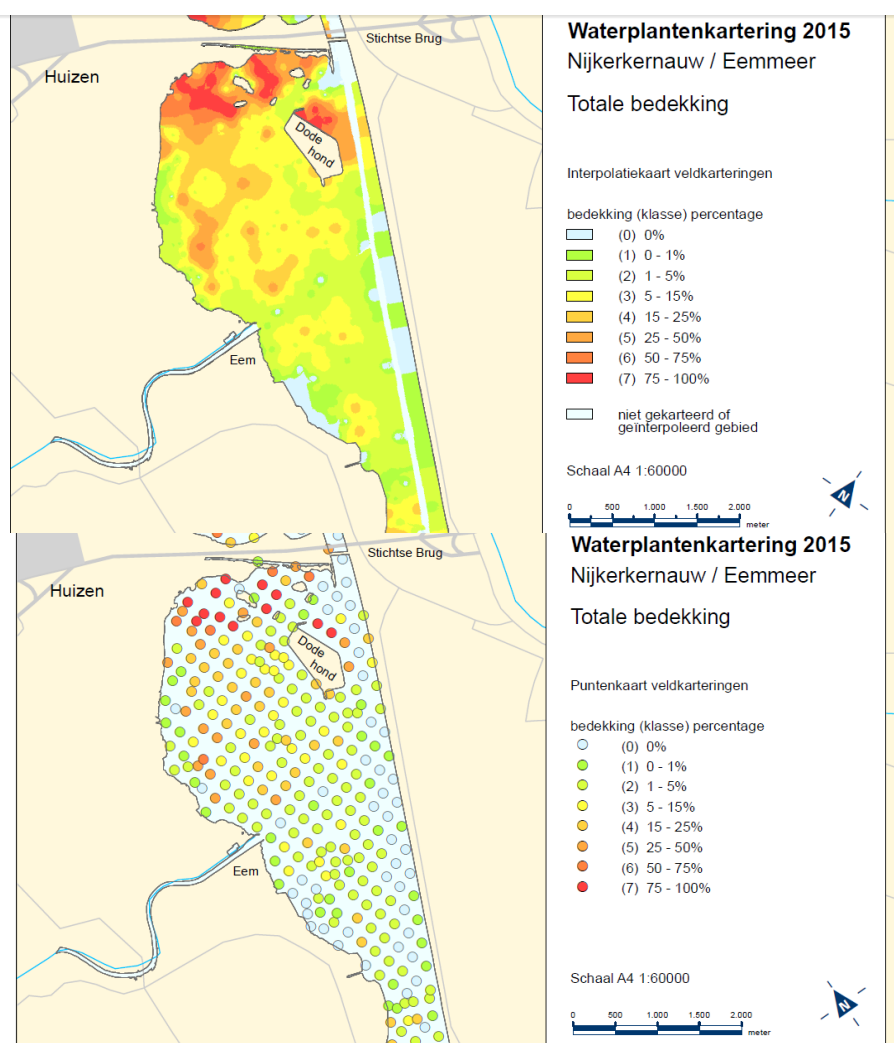 Stichtse Brug
Huizen
Dode
hond
Eem
Waterplantenkartering 2015
Nijkerkernauw / Eemmeer
Totale bedekking
Interpolatiekaart veldkarteringen
bedekking (klasse) percentage
(0) 0%
(1) 0 - 1%
(2) 1 - 5%
(3) 5 - 15%
(4) 15 - 25%
(5) 25 - 50%
(6) 50 - 75%
(7) 75 - 100%
niet gekarteerd of
geïnterpoleerd gebied
Schaal A4 1:60000
N
0 500 1.000 1.500 2.000
meter
Stichtse Brug
Huizen
Dode
hond
Eem
Waterplantenkartering 2015
Nijkerkernauw / Eemmeer
Totale bedekking
Puntenkaart veldkarteringen
bedekking (klasse) percentage
(0) 0%
(1) 0 - 1%
(2) 1 - 5%
(3) 5 - 15%
(4) 15 - 25%
(5) 25 - 50%
(6) 50 - 75%
(7) 75 - 100%
Schaal A4 1:60000
N
0 500 1.000 1.500 2.000
meter